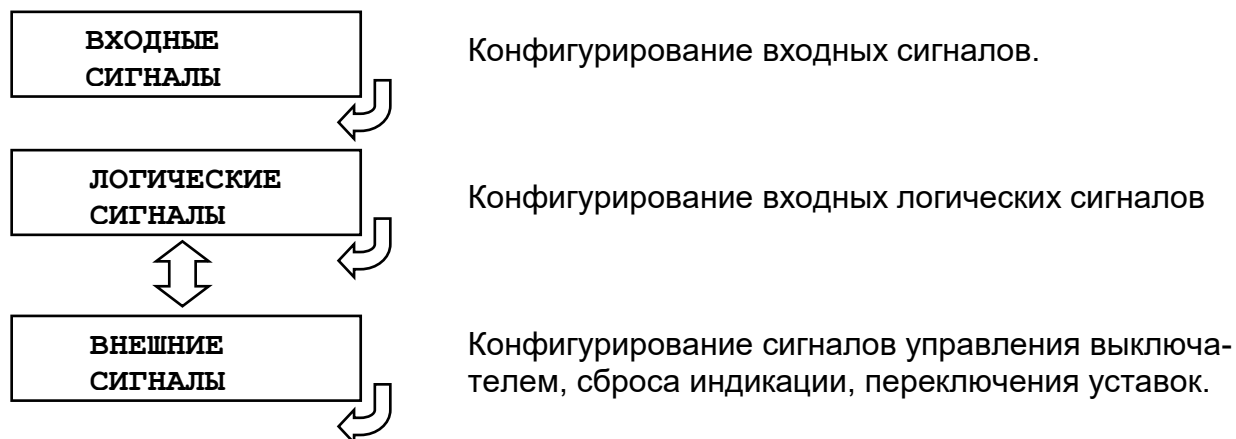 ВХОДНЫЕ
СИГНАЛЫ
Конфигурирование входных сигналов.
ЛОГИЧЕСКИЕ
СИГНАЛЫ
Конфигурирование входных логических сигналов
ВНЕШНИЕ
СИГНАЛЫ
Конфигурирование сигналов управления выключа-
телем, сброса индикации, переключения уставок.